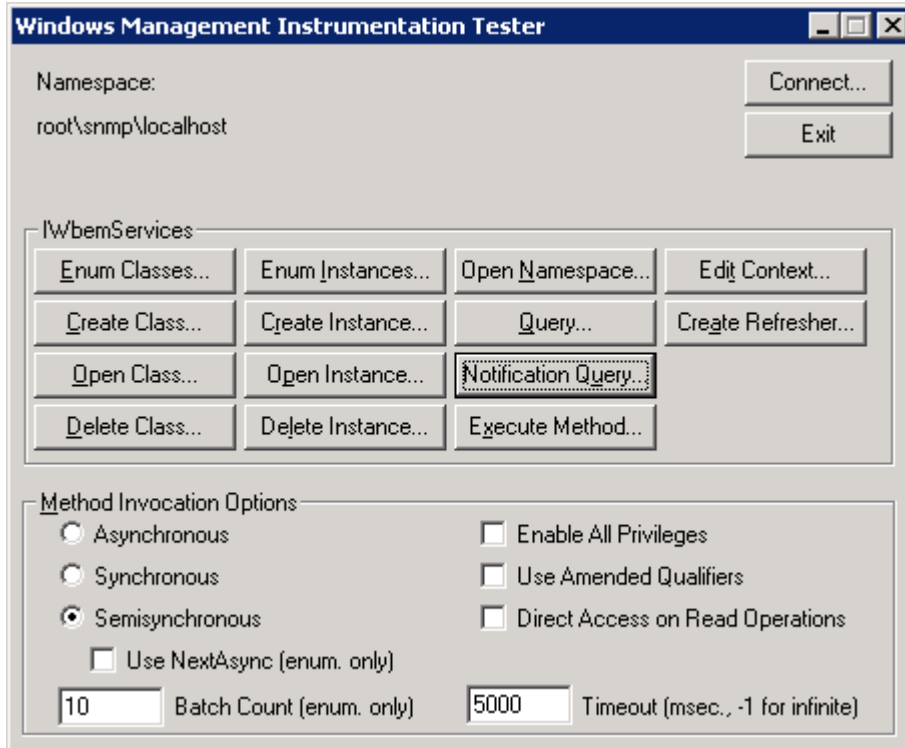 Windows Management Instrumentation Tester
Namespace:
Connect...
root\snmp\localhost
Exit
IWbemServices
Enum Classes...
Enum Instances...
Open Namespace...
Edit Context...
Create Class...
Create Instance...
Query...
Create Refresher...
Open Class...
Open Instance...
Notification Query...
Delete Class...
Delete Instance...
Execute Method...
Method Invocation Options
Asynchronous
Enable All Privileges
Synchronous
Use Amended Qualifiers
Semisynchronous
Direct Access on Read Operations
Use NextAsync (enum. only)
10 Batch Count (enum. only)
5000 Timeout (msec., -1 for infinite)